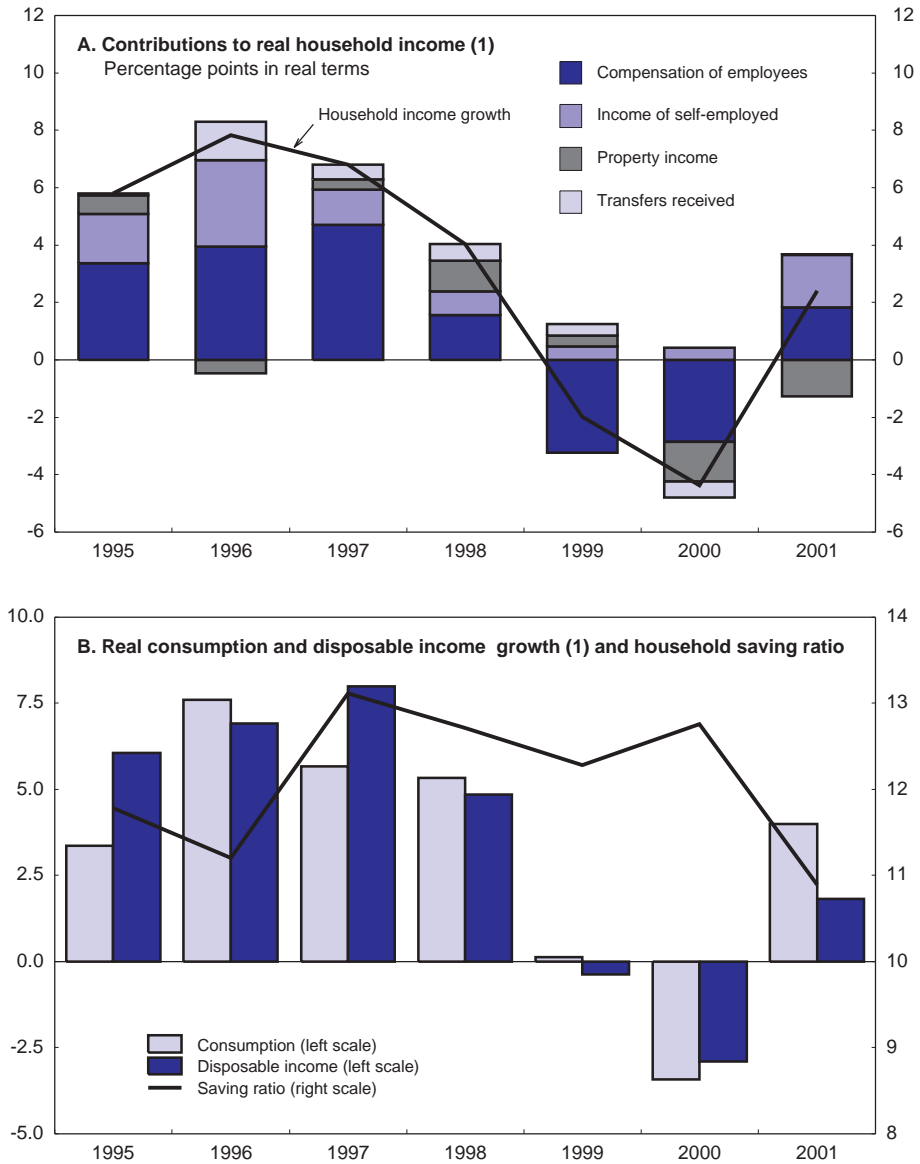 12
12
A. Contributions to real household income (1)
Percentage points in real terms
Compensation of employees
10
10
Income of self-employed
Household income growth
8
8
Property income
6
6
Transfers received
4
4
2
2
0
0
-2
-2
-4
-4
-6
-6
1995 1996 1997 1998 1999 2000 2001
10.0
14
B. Real consumption and disposable income growth (1) and household saving ratio
7.5
13
5.0
12
2.5
11
0.0
10
Consumption (left scale)
-2.5
9
Disposable income (left scale)
Saving ratio (right scale)
-5.0
8
1995 1996 1997 1998 1999 2000 2001